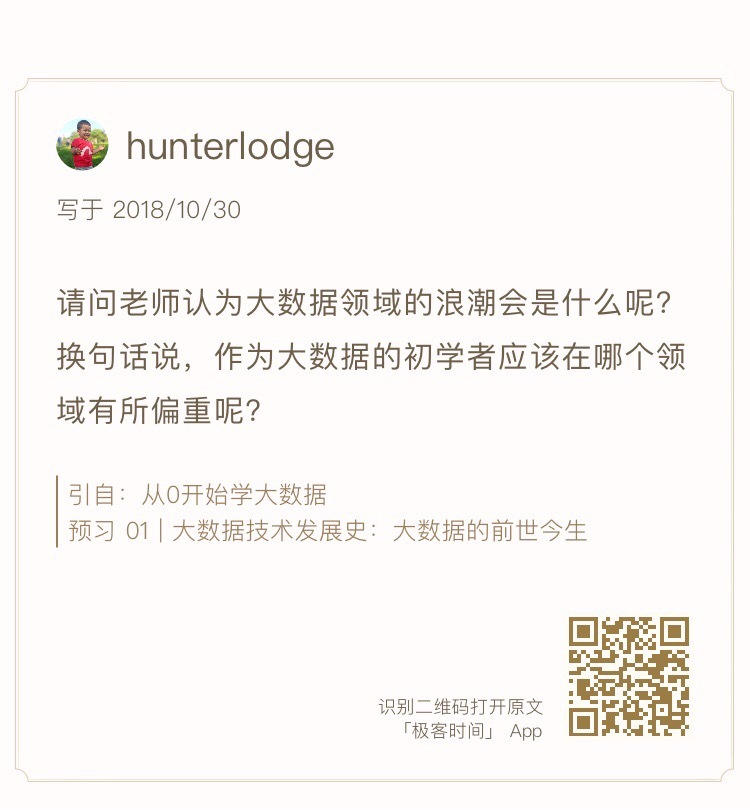 hunterlodge
写于 2018/10/30
请问老师认为大数据领域的浪潮会是什么呢?
换句话说，作为大数据的初学者应该在哪个领
域有所偏重呢?
引自：从0开始学大数据
预习 01 | 大数据技术发展史：大数据的前世今生
识别二维码打开原文
「极客时间」 App